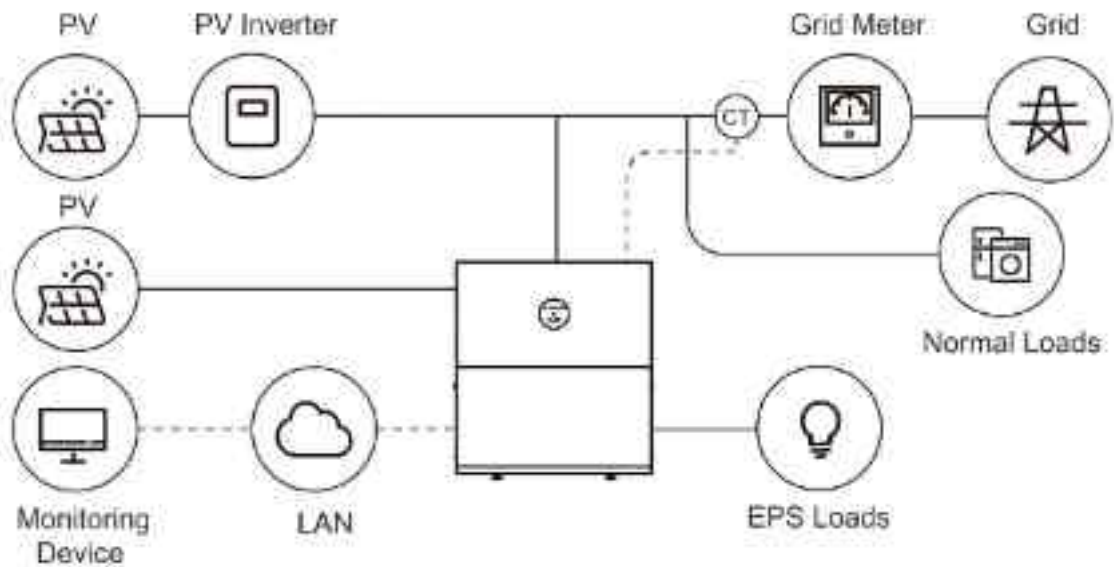 PV
PV Inverter
Grid Meter
Grid
CT
PV
Normal Loads
Monitoring
Device
LAN
EPS Loads